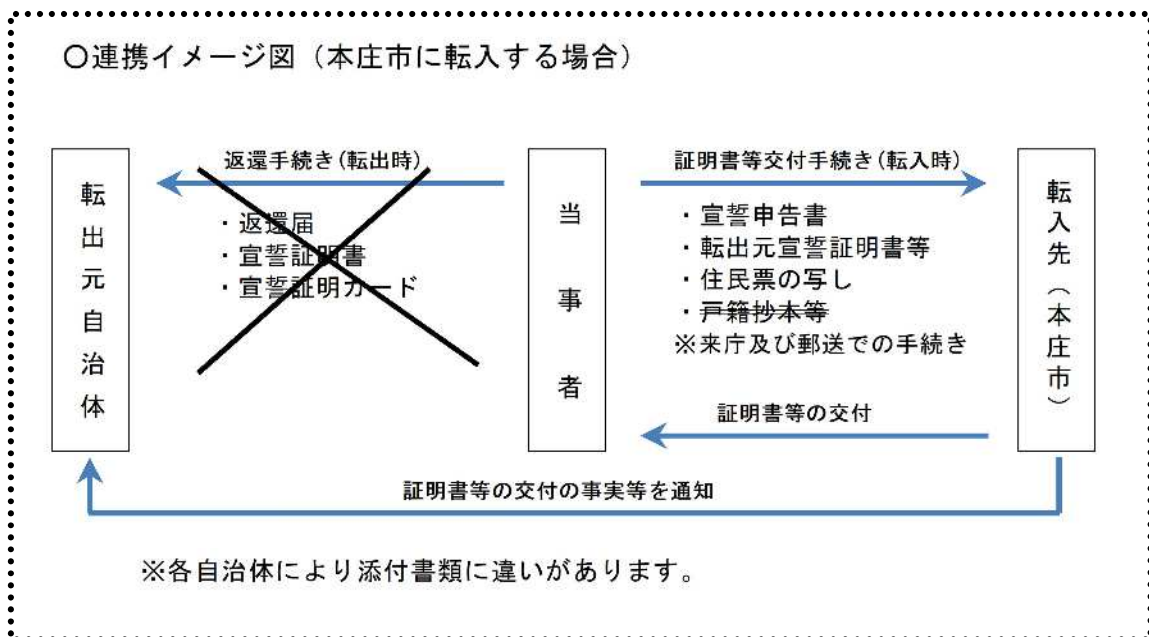 〇連携イメージ図（本庄市に転入する場合）
転出元自治体
返還手続き(転出時)
・返還届
・宣誓証明書
・宣誓証明カード
当事者
証明書等交付手続き(転入時)
・宣誓申告書
・転出元宣誓証明書等
・住民票の写し
・戸籍抄本等
※来庁及び郵送での手続き
証明書等の交付
転入先（本庄市）
証明書等の交付の事実等を通知
※各自治体により添付書類に違いがあります。